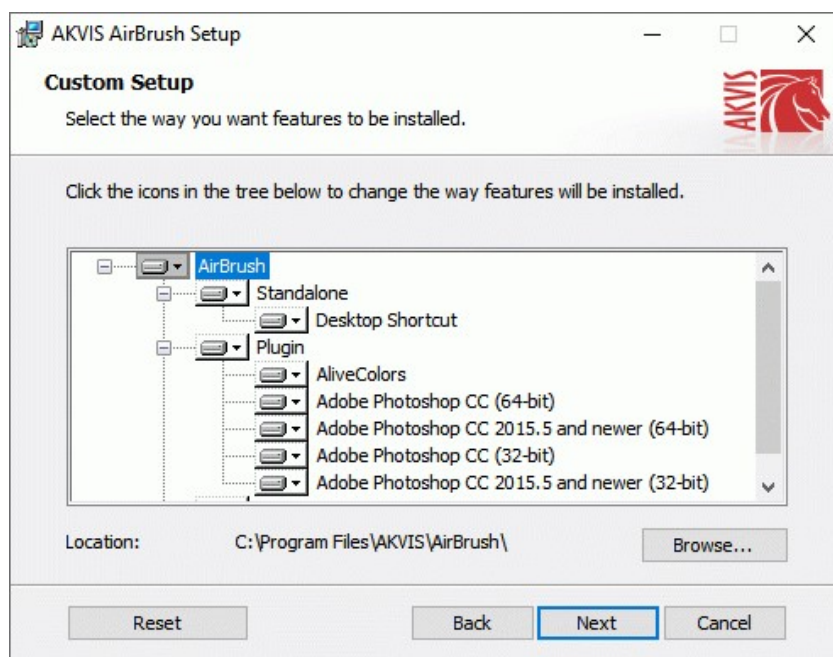 AKVIS AirBrush Setup
Custom Setup
Select the way you want features to be installed.
AKVIS
Click the icons in the tree below to change the way features will be installed.
AirBrush
Standalone
Desktop Shortcut
Plugin
AliveColors
Adobe Photoshop CC (64-bit)
Adobe Photoshop CC 2015.5 and newer (64-bit)
Adobe Photoshop CC (32-bit)
Adobe Photoshop CC 2015.5 and newer (32-bit)
Location: C:\Program Files\AKVIS\AirBrush\ Browse...
Reset Back Next Cancel